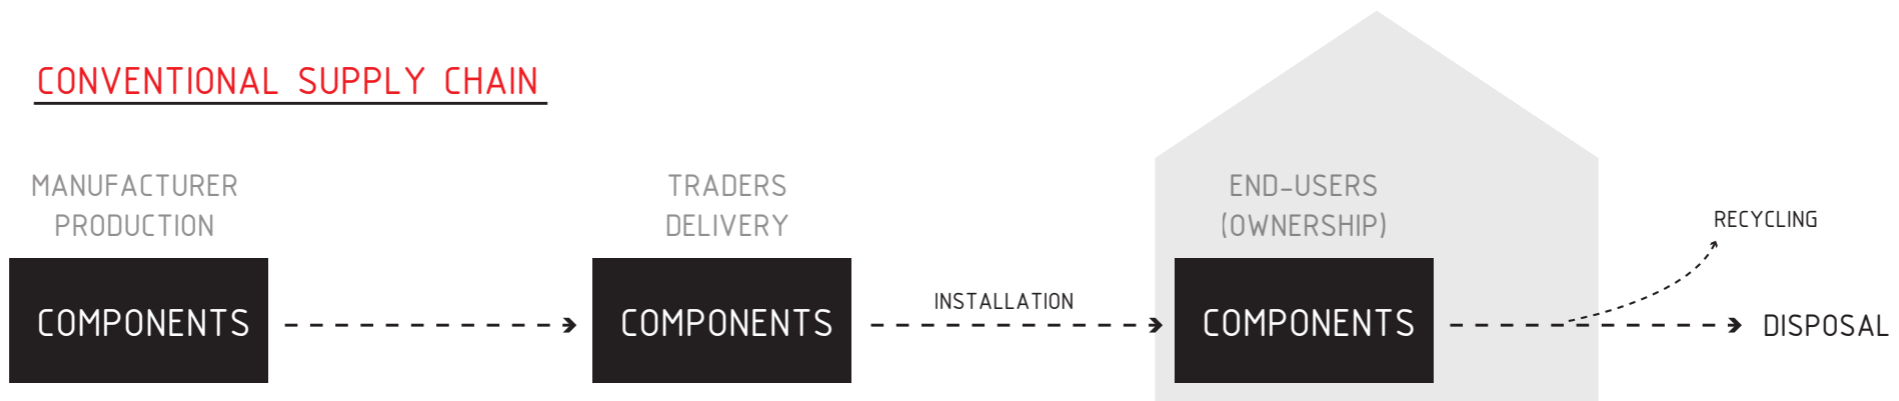 CONVENTIONAL SUPPLY CHAIN
MANUFACTURER
PRODUCTION
COMPONENTS
TRADERS
DELIVERY
COMPONENTS
INSTALLATION
END-USERS
(OWNERSHIP)
COMPONENTS
RECYCLING
DISPOSAL